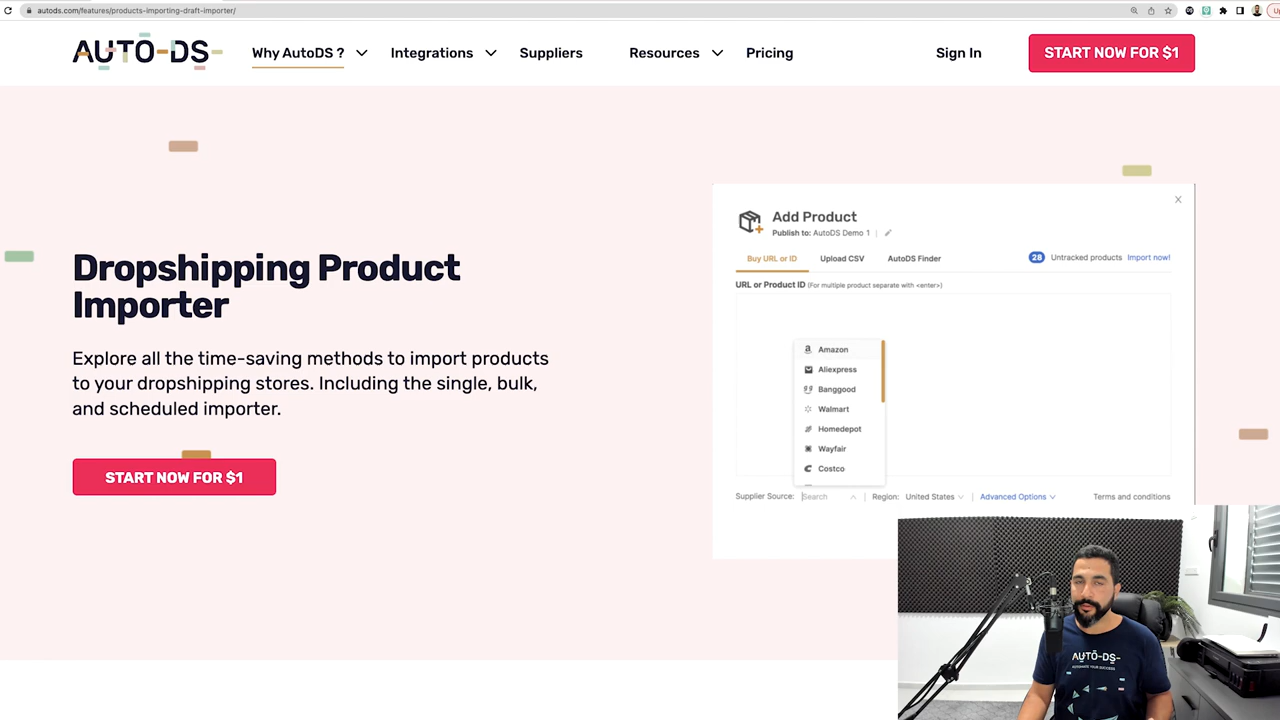 autods.com/features/products-importing-draft-importer/
AUTO-DS-
Why AutoDS ?
Integrations
Suppliers
Resources
Pricing
Sign In
START NOW FOR $1
Dropshipping Product
Importer
Explore all the time-saving methods to import products
to your dropshipping stores. Including the single, bulk,
and scheduled importer.
START NOW FOR $1
Add Product
Publish to: AutoDS Demo 1
Buy URL or ID
Upload CSV
AutoDS Finder
28 Untracked products Import now!
URL or Product ID (For multiple product separate with <enter>)
Amazon
Aliexpress
Banggood
Walmart
Homedepot
Wayfair
Costco
Supplier Source: Search
Region: United States
Advanced Options
Terms and conditions
AUTO-DS-
AUTOMATE YOUR SUCCESS